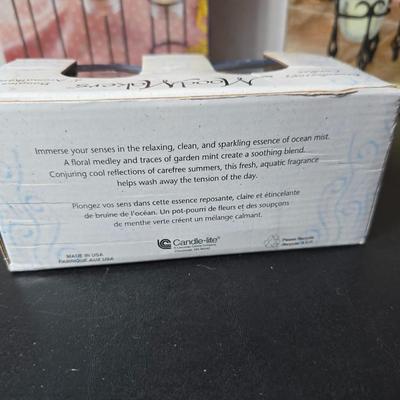 Mood Makers
Immerse your senses in the relaxing, clean, and sparkling essence of ocean mist.
A floral medley and traces of garden mint create a soothing blend.
Conjuring cool reflections of carefree summers, this fresh, aquatic fragrance
helps wash away the tension of the day.
Plongez vos sens dans cette essence reposante, claire et étincelante
de bruine de l'océan. Un pot-pourri de fleurs et des soupçons
de menthe verte créent un mélange calmant.
MADE IN USA
FABRIQUÉ AUX USA
Candle-lite®
Please Recycle